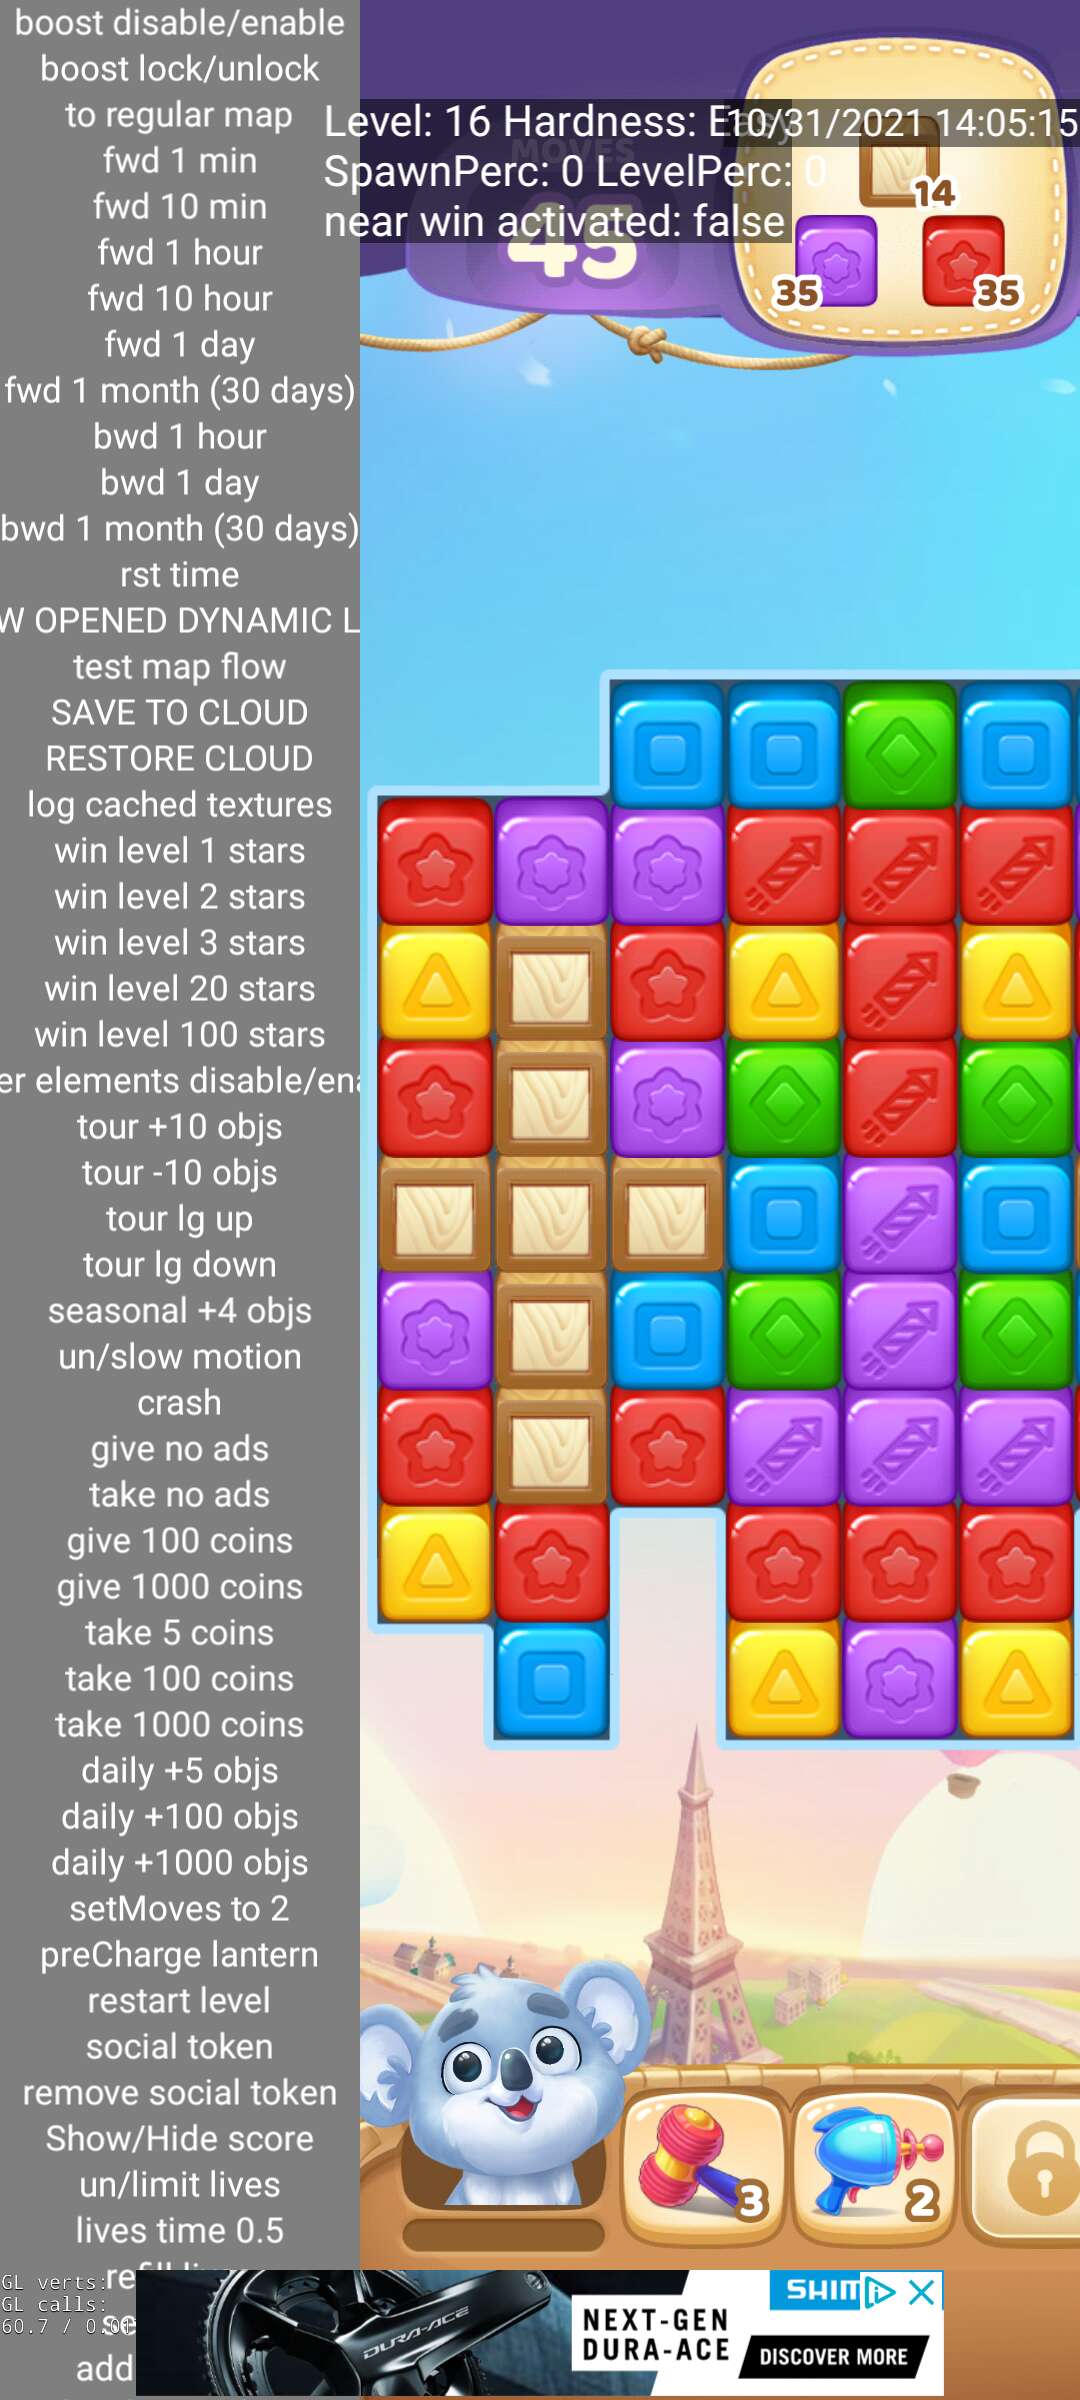 boost disable/enable
boost lock/unlock
to regular map
fwd 1 min
fwd 10 min
fwd 1 hour
fwd 10 hour
fwd 1 day
fwd 1 month (30 days)
bwd 1 hour
bwd 1 day
bwd 1 month (30 days)
rst time
W OPENED DYNAMIC L
test map flow
SAVE TO CLOUD
RESTORE CLOUD
log cached textures
win level 1 stars
win level 2 stars
win level 3 stars
win level 20 stars
win level 100 stars
er elements disable/ena
tour +10 objs
tour -10 objs
tour lg up
tour lg down
seasonal +4 objs
un/slow motion
crash
give no ads
take no ads
give 100 coins
give 1000 coins
take 5 coins
take 100 coins
take 1000 coins
daily +5 objs
daily +100 objs
daily +1000 objs
setMoves to 2
preCharge lantern
restart level
social token
remove social token
Show/Hide score
un/limit lives
lives time 0.5
add
GL verts:
GL calls:
60.7 / 0.0
Level: 16 Hardness: Easy
10/31/2021 14:05:15
MOVES
SpawnPerc: 0 LevelPerc: 0
near win activated: false
45
14
35
35
3
2
NEXT-GEN
DURA-ACE
DURA-ACE
SHIM
DISCOVER MORE